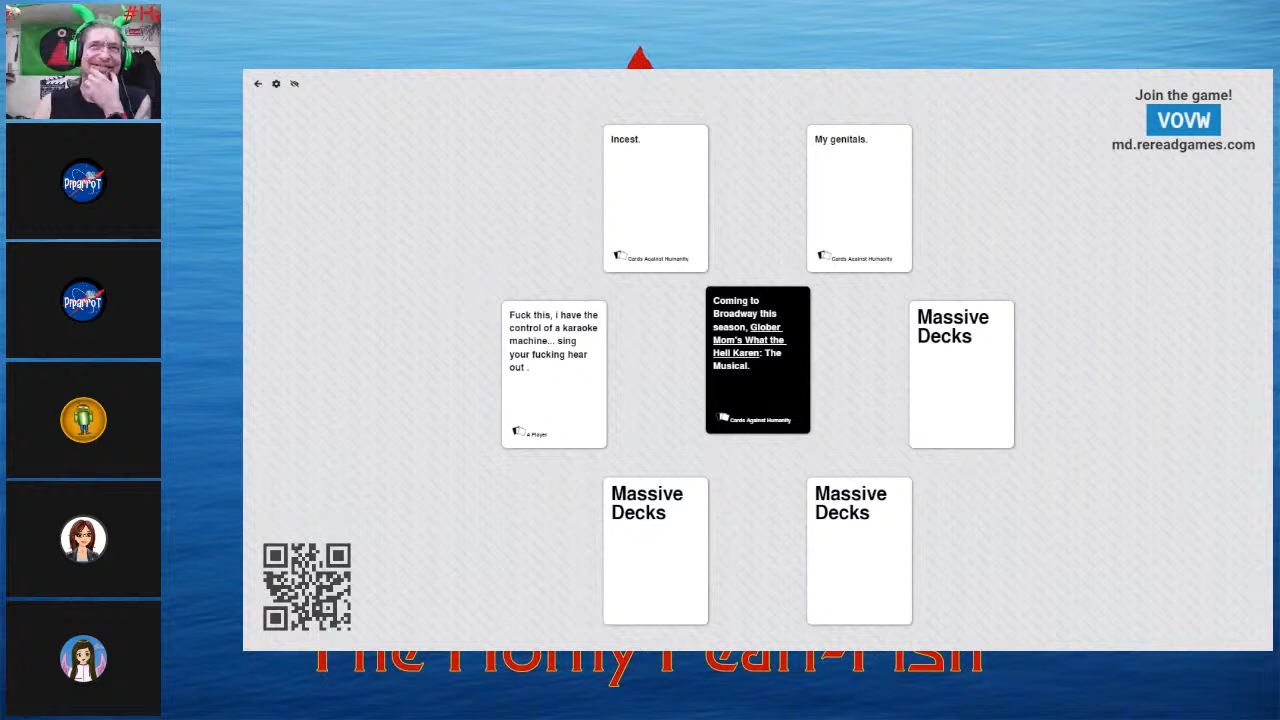 #H
Join the game!
VOVW
md.rereadgames.com
Incest.
Cards Against Humanity
My genitals.
Cards Against Humanity
Fuck this, i have the
control of a karaoke
machine... sing
your fucking hear
out .
A Player
Coming to
Broadway this
season, Glober
Mom's What the
Hell Karen: The
Musical.
Cards Against Humanity
Massive
Decks
Massive
Decks
Massive
Decks
PiparroT
PiparroT